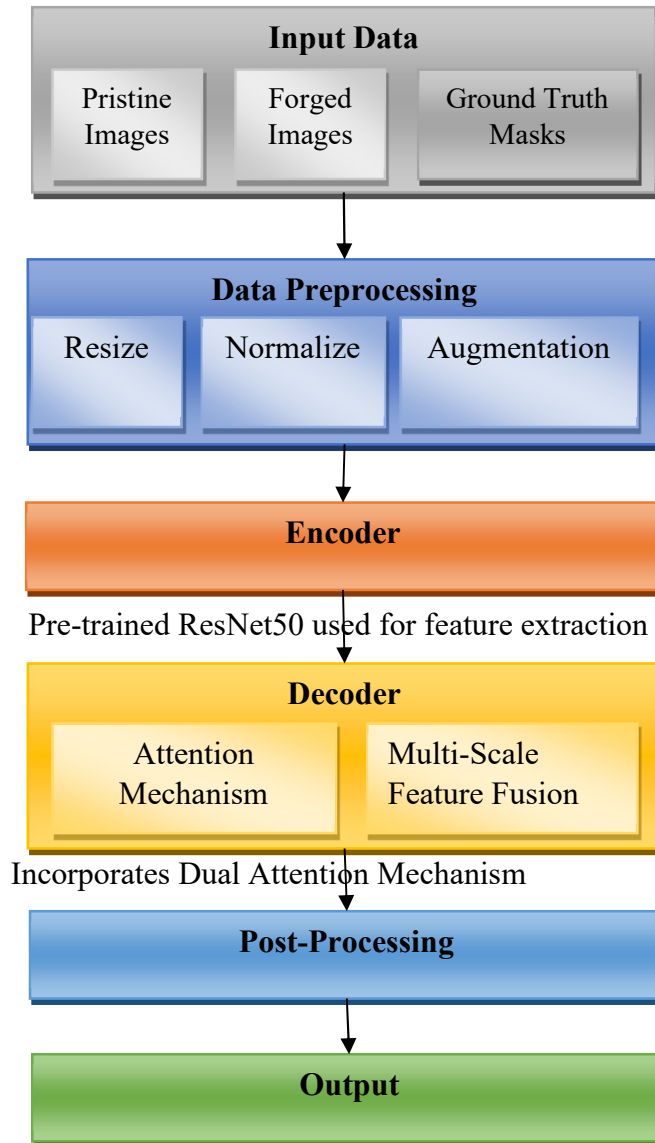 Input Data
Pristine
Images
Forged
Images
Ground Truth
Masks
Data Preprocessing
Resize
Normalize
Augmentation
Encoder
Pre-trained ResNet50 used for feature extraction
Decoder
Attention
Mechanism
Multi-Scale
Feature Fusion
Incorporates Dual Attention Mechanism
Post-Processing
Output